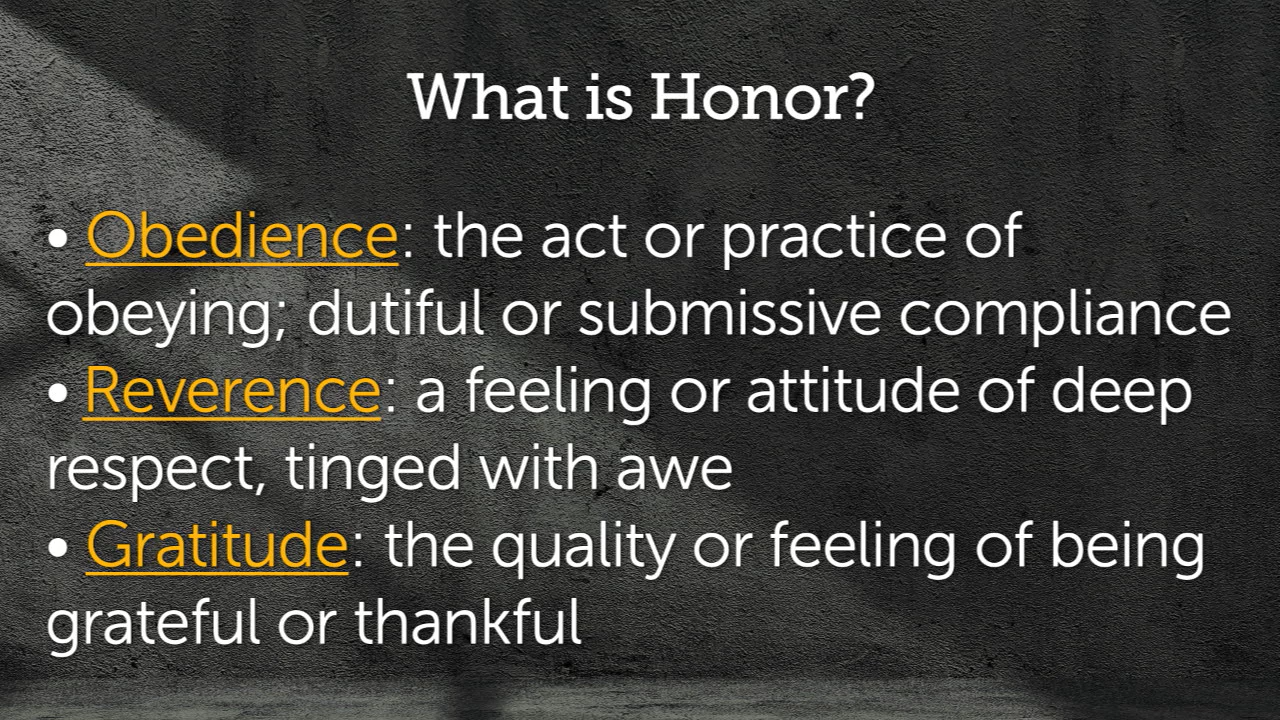 What is Honor?
• Obedience: the act or practice of
obeying; dutiful or submissive compliance
• Reverence: a feeling or attitude of deep
respect, tinged with awe
• Gratitude: the quality or feeling of being
grateful or thankful